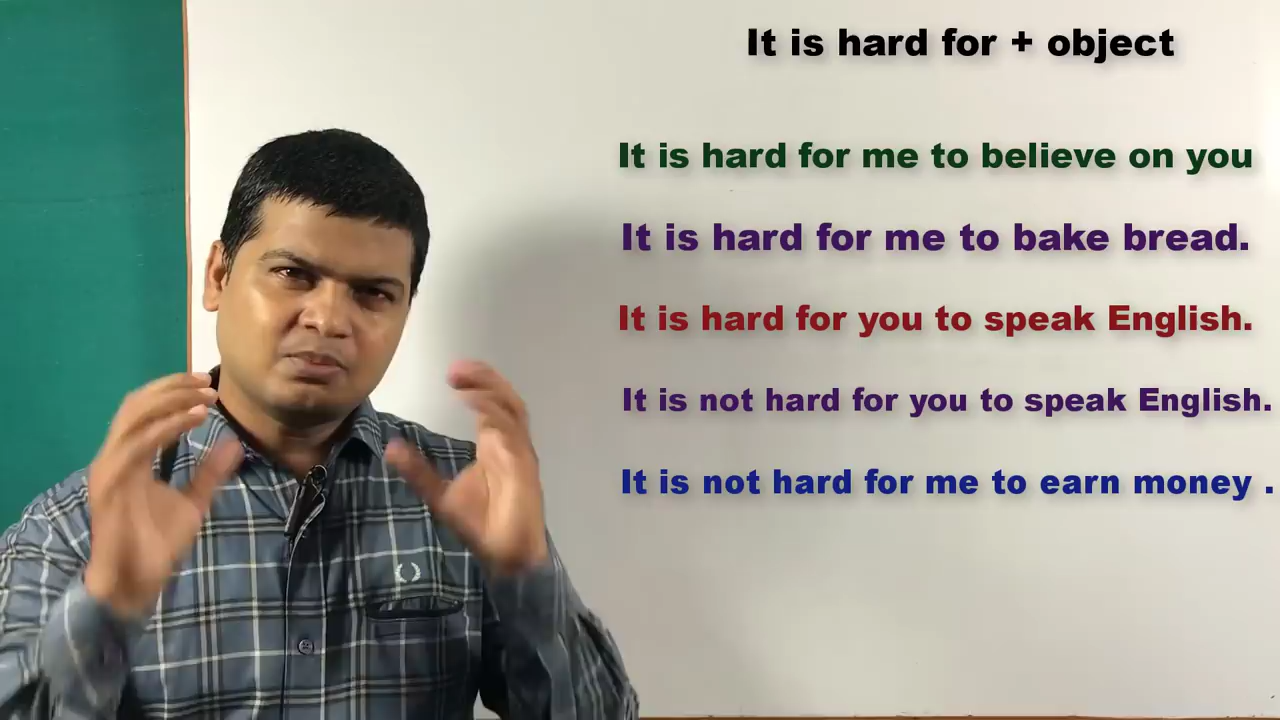 It is hard for + object
It is hard for me to believe on you
It is hard for me to bake bread.
It is hard for you to speak English.
It is not hard for you to speak English.
It is not hard for me to earn money .